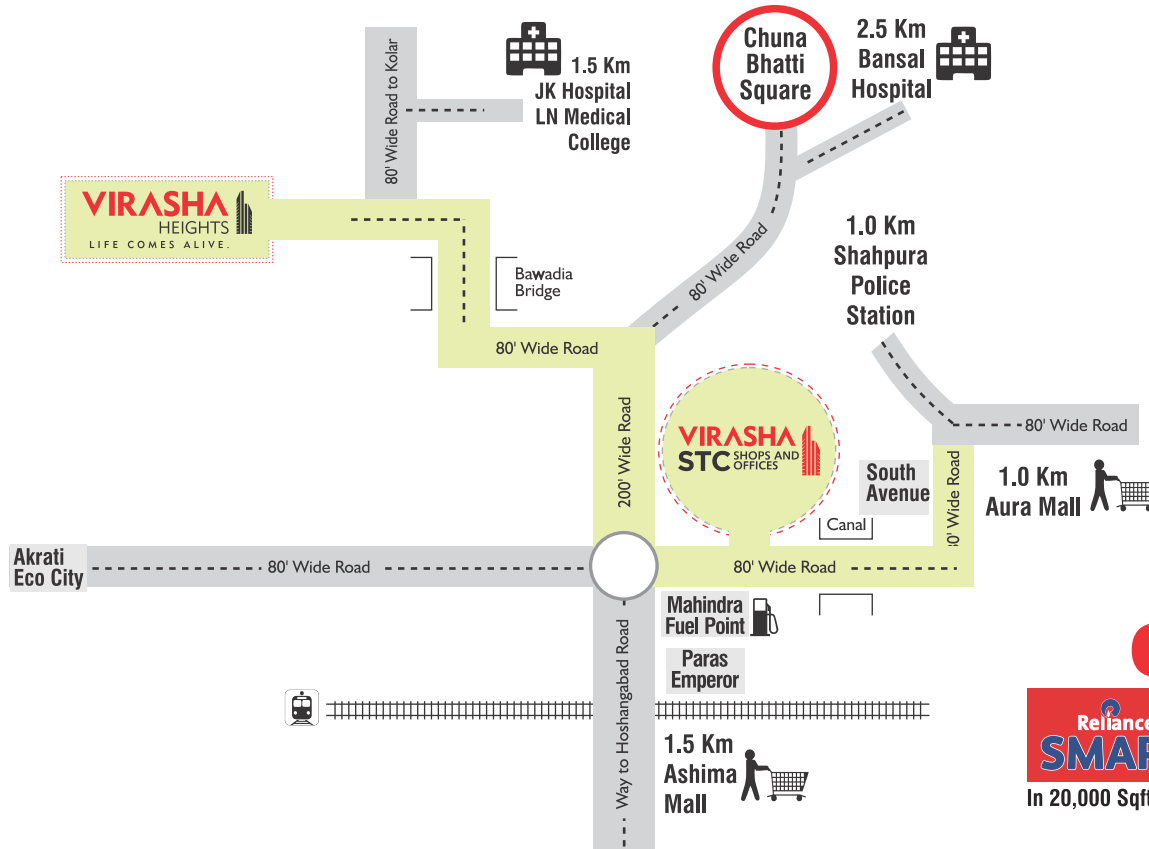 Chuna
Bhatti
Square
2.5 Km
Bansal
Hospital
1.5 Km
JK Hospital
LN Medical
College
80' Wide Road to Kolar
VIRASHA
HEIGHTS
LIFE COMES ALIVE.
Bawadia
Bridge
80' Wide Road
80' Wide Road
1.0 Km
Shahpura
Police
Station
200' Wide Road
VIRASHA
STC SHOPS AND
OFFICES
80' Wide Road
South
Avenue
0' Wide Road
1.0 Km
Aura Mall
Canal
Akrati
Eco City
80' Wide Road
80' Wide Road
Mahindra
Fuel Point
Paras
Emperor
Way to Hoshangabad Road
1.5 Km
Ashima
Mall
Reliance
In 20,000 Sqft